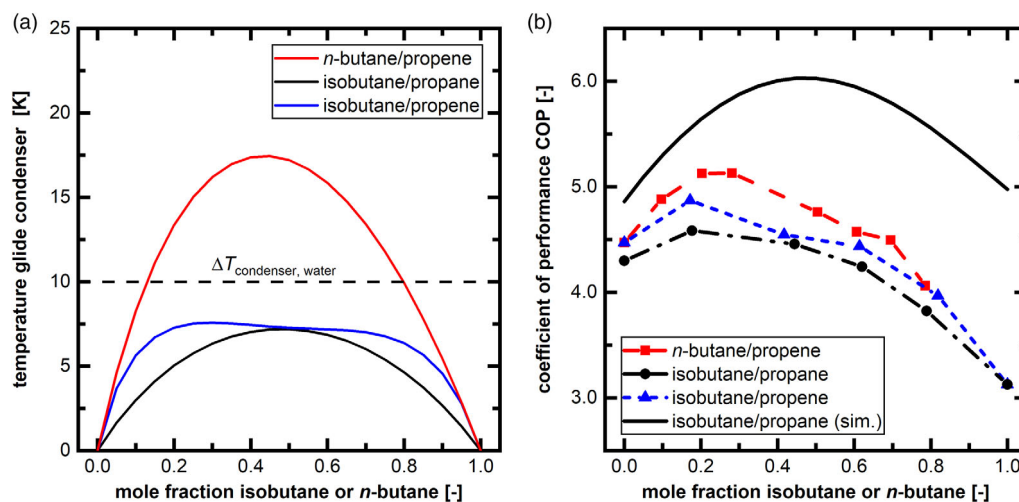 (a)
temperature glide condenser [K]
25
20
15
10
5
0
n-butane/propene
isobutane/propane
isobutane/propene
ΔTcondenser, water
0.0 0.2 0.4 0.6 0.8 1.0
mole fraction isobutane or n-butane [-]
(b)
coefficient of performance COP [-]
6.0
5.0
4.0
3.0
n-butane/propene
isobutane/propane
isobutane/propene
isobutane/propane (sim.)
0.0 0.2 0.4 0.6 0.8 1.0
mole fraction isobutane or n-butane [-]